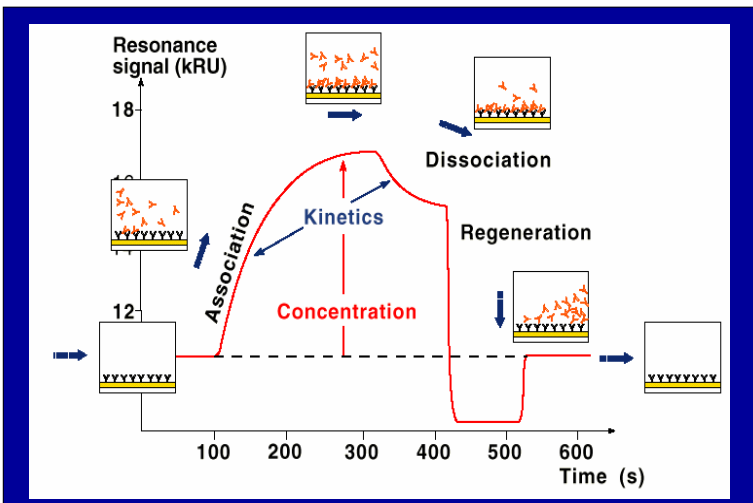 Resonance
signal (kRU)
18
Dissociation
Kinetics
Association
Regeneration
12
Concentration
100 200 300 400 500 600
Time (s)